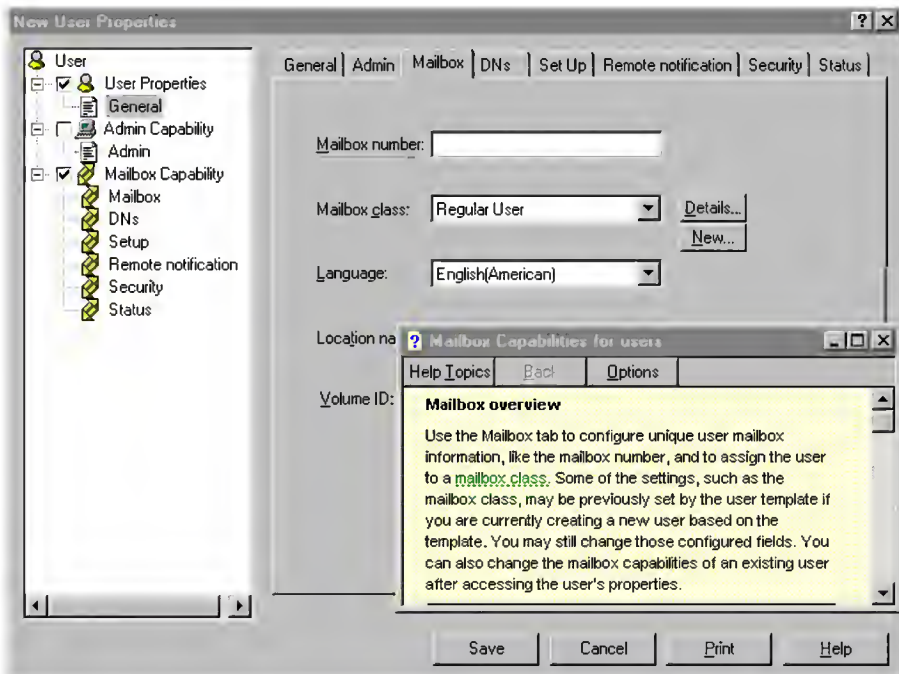 New User Properties
User
User Properties
General
Admin Capability
Admin
Mailbox Capability
Mailbox
DNs
Setup
Remote notification
Security
Status
General Admin Mailbox DNs Set Up Remote notification Security Status
Mailbox number:
Mailbox class: Regular User Details...
New...
Language: English(American)
Location na
Volume ID:
? Mailbox Capabilities for users
Help Topics Back Options
Mailbox overview
Use the Mailbox tab to configure unique user mailbox
information, like the mailbox number, and to assign the user
to a mailbox class. Some of the settings, such as the
mailbox class, may be previously set by the user template if
you are currently creating a new user based on the
template. You may still change those configured fields. You
can also change the mailbox capabilities of an existing user
after accessing the user's properties.
Save Cancel Print Help